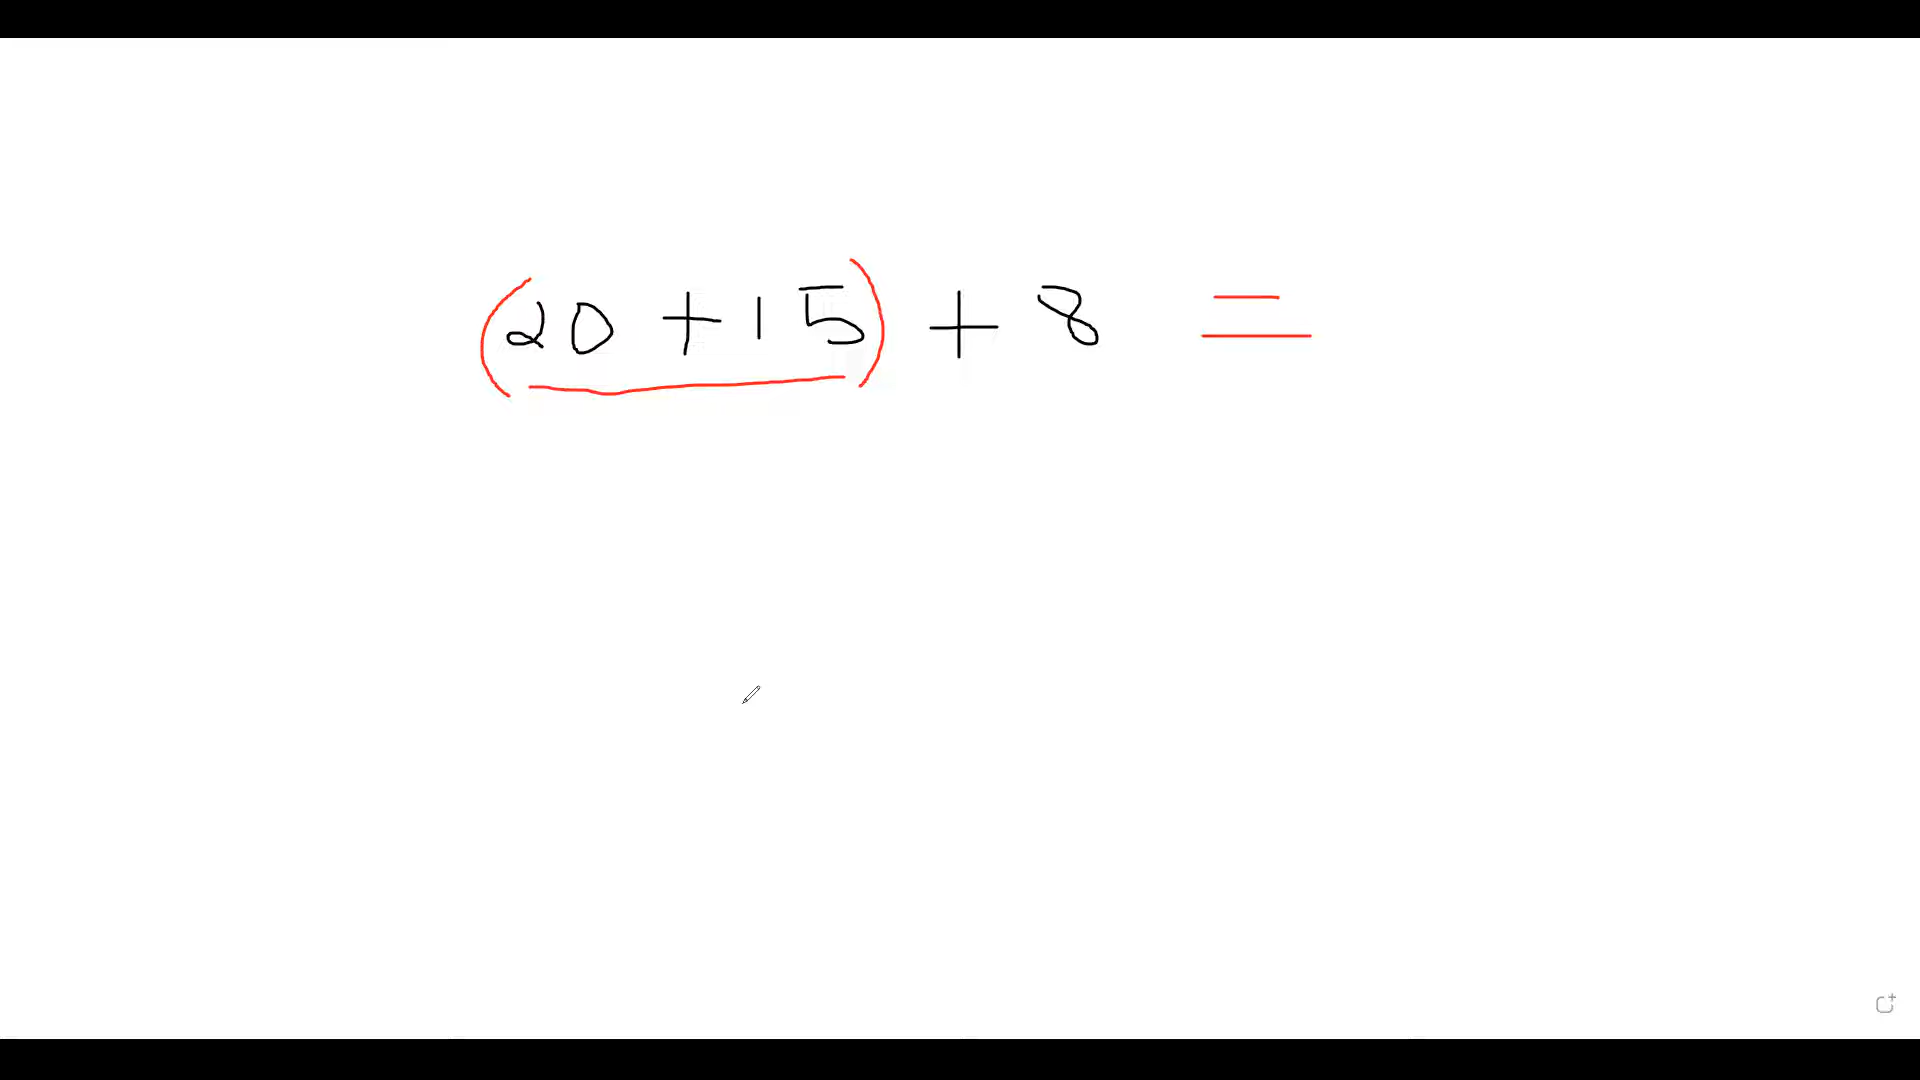 (20 + 15) + 8 =